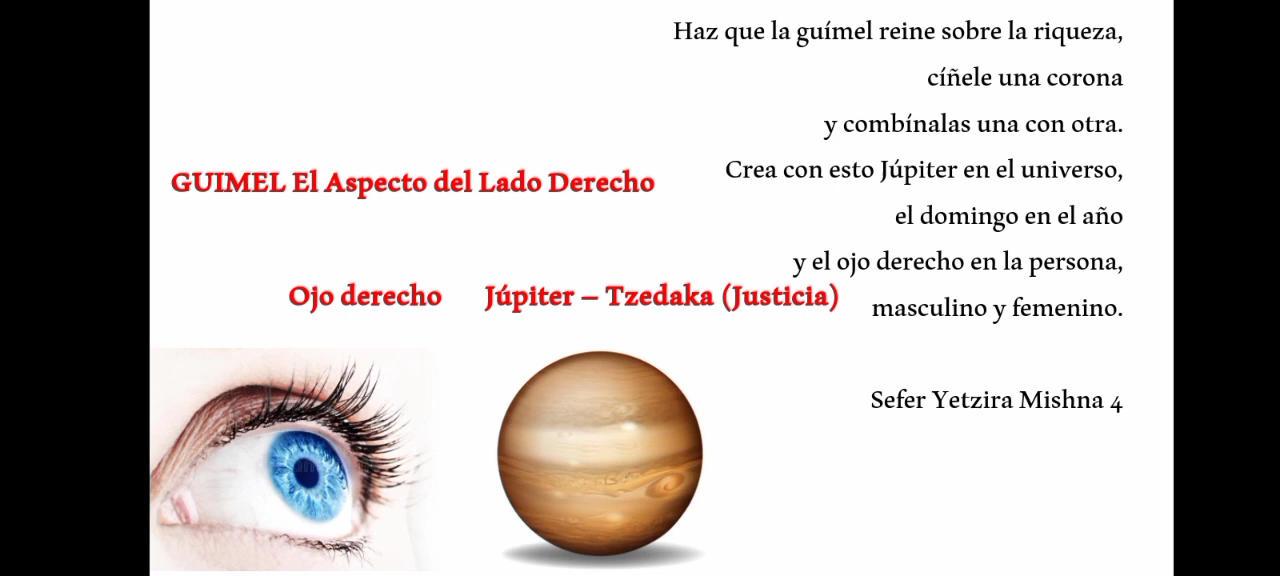 Haz que la guímel reine sobre la riqueza,
cíñele una corona
y combínalas una con otra.
Crea con esto Júpiter en el universo,
el domingo en el año
y el ojo derecho en la persona,
masculino y femenino.
Sefer Yetzira Mishna 4
GUIMEL El Aspecto del Lado Derecho
Ojo derecho
Júpiter – Tzedaka (Justicia)